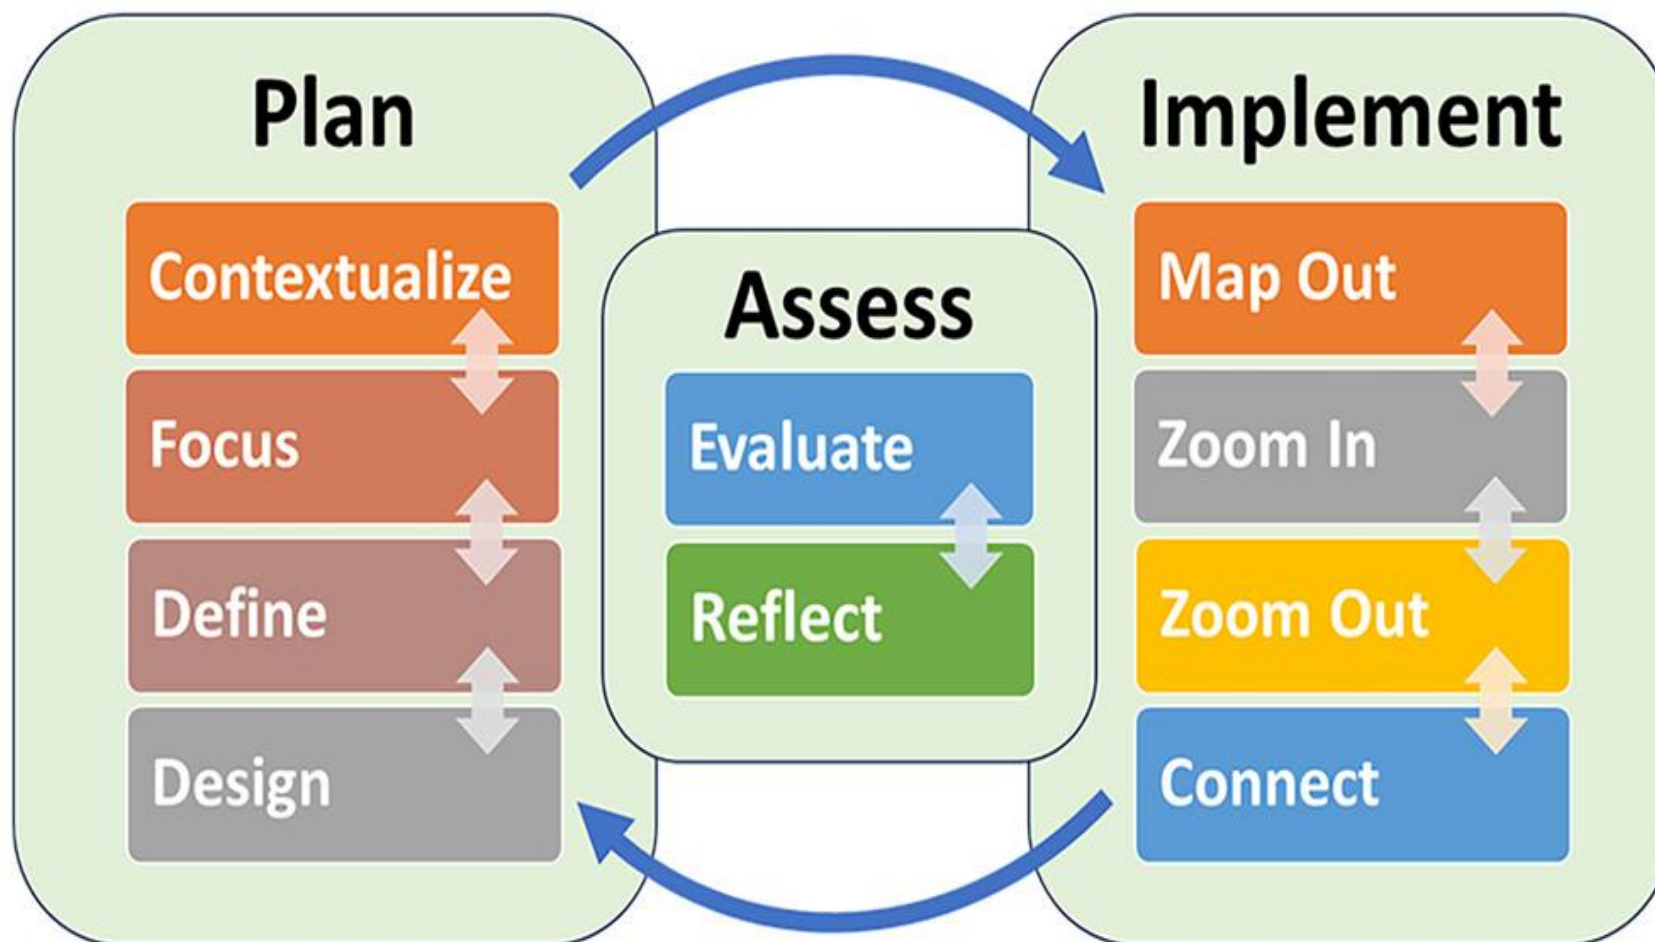 Plan
Contextualize
Focus
Define
Design
Assess
Evaluate
Reflect
Implement
Map Out
Zoom In
Zoom Out
Connect